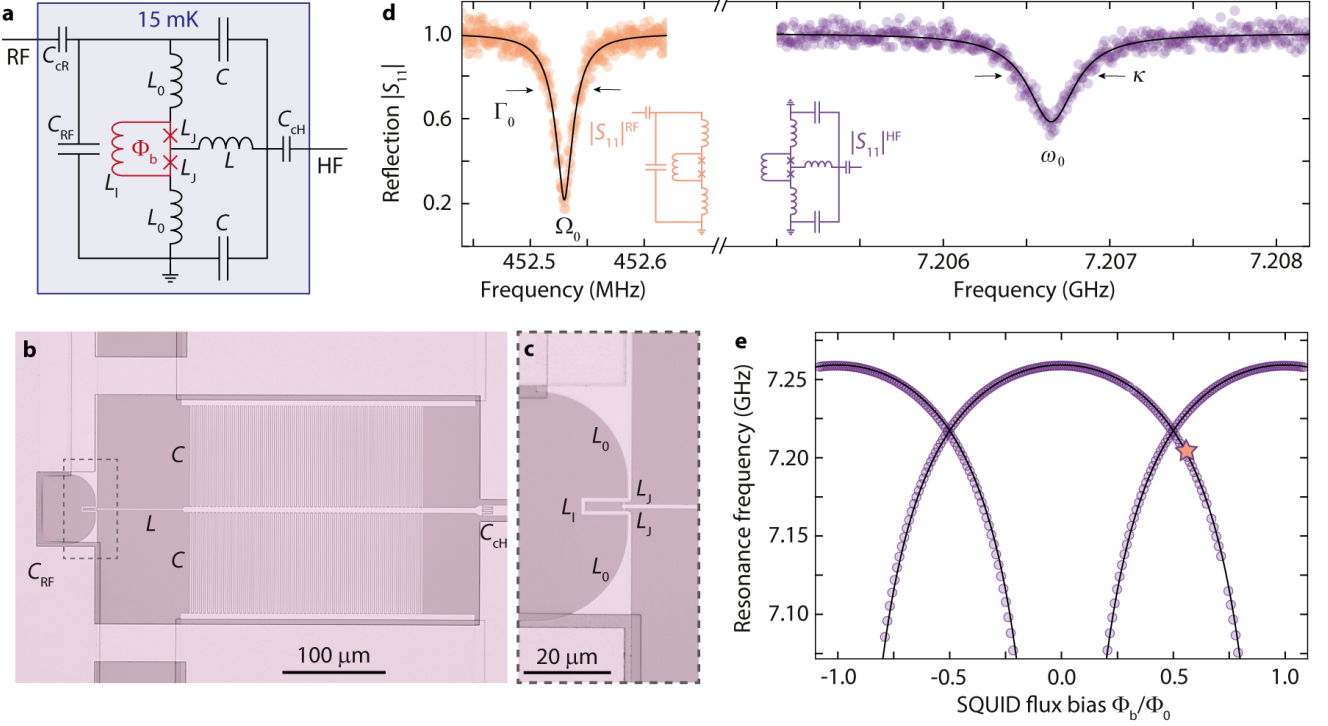 a
15 mK
RF
C_cR
L_0
C
C_RF
Φ_b
L_J
L_J
L_I
L
C_cH
HF
L_0
C
d
Reflection |S_11|
1.0
0.6
0.2
Γ_0
Ω_0
|S_11|^RF
|S_11|^HF
κ
ω_0
452.5 452.6
7.206 7.207 7.208
Frequency (MHz)
Frequency (GHz)
b
C
L
C
C_RF
C_cH
100 μm
c
L_0
L_J
L_I
L_J
L_0
20 μm
e
Resonance frequency (GHz)
7.25
7.20
7.15
7.10
-1.0 -0.5 0.0 0.5 1.0
SQUID flux bias Φ_b/Φ_0